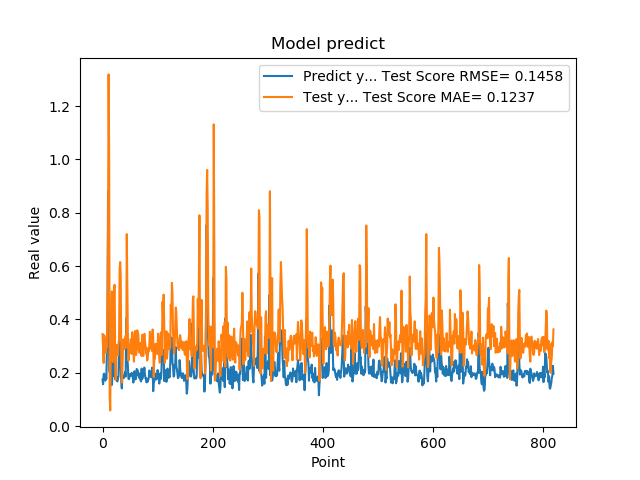 Model predict
Predict y... Test Score RMSE= 0.1458
Test y... Test Score MAE= 0.1237
Real value
1.2
1.0
0.8
0.6
0.4
0.2
0.0
0 200 400 600 800
Point